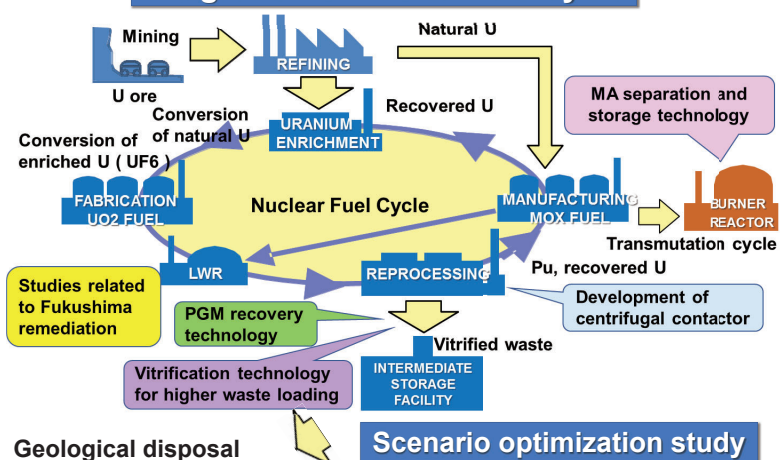 Mining
Natural U
REFINING
U ore
MA separation and
storage technology
Conversion
of natural U
Recovered U
URANIUM
ENRICHMENT
Conversion of
enriched U ( UF6 )
FABRICATION
UO2 FUEL
Nuclear Fuel Cycle
MANUFACTURING
MOX FUEL
BURNER
REACTOR
Transmutation cycle
LWR
REPROCESSING
Pu, recovered U
Studies related
to Fukushima
remediation
PGM recovery
technology
Development of
centrifugal contactor
Vitrified waste
Vitrification technology
for higher waste loading
INTERMEDIATE
STORAGE
FACILITY
Geological disposal
Scenario optimization study